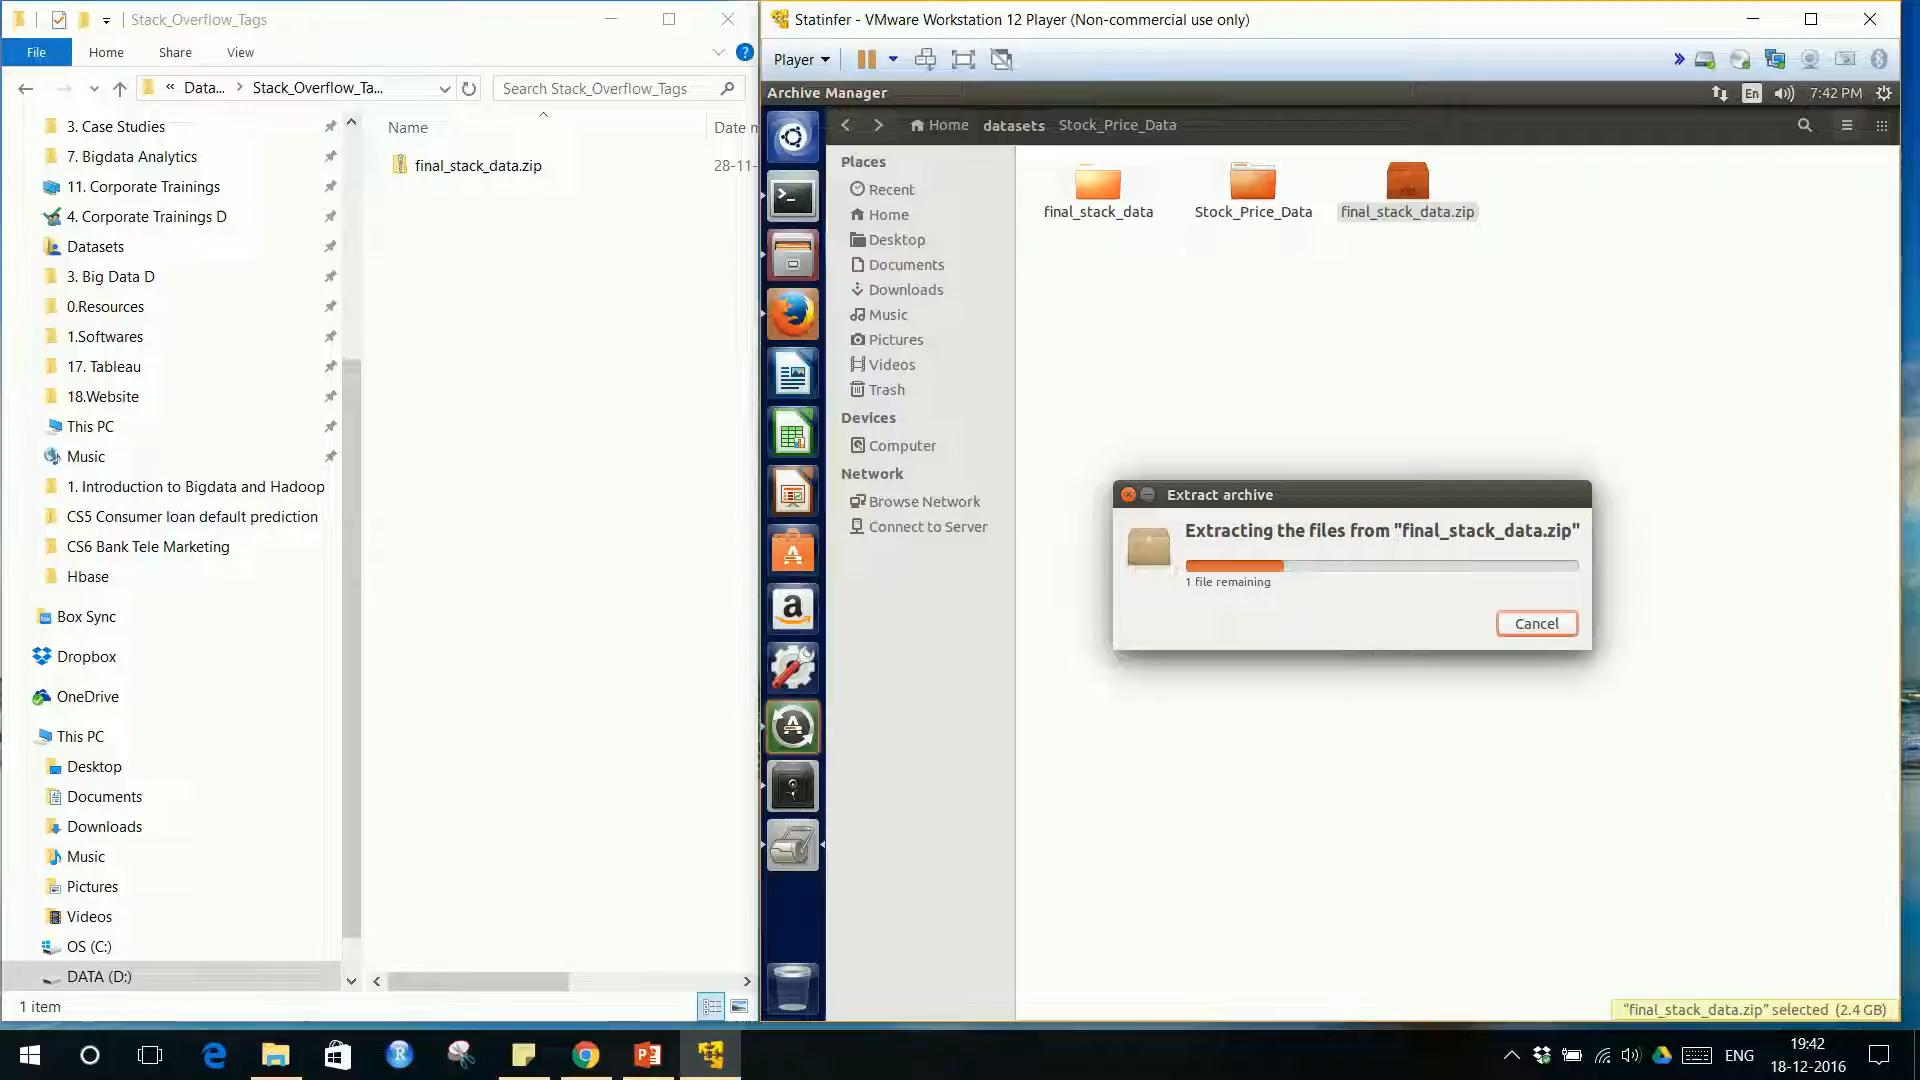 Stack_Overflow_Tags
File Home Share View
Data... Stack_Overflow_Ta...
Search Stack_Overflow_Tags
3. Case Studies
7. Bigdata Analytics
11. Corporate Trainings
4. Corporate Trainings D
Datasets
3. Big Data D
0.Resources
1.Softwares
17. Tableau
18.Website
This PC
Music
1. Introduction to Bigdata and Hadoop
CS5 Consumer loan default prediction
CS6 Bank Tele Marketing
Hbase
Box Sync
Dropbox
OneDrive
This PC
Desktop
Documents
Downloads
Music
Pictures
Videos
OS (C:)
DATA (D:)
1 item
Name Date m
final_stack_data.zip 28-11-
Statinfer - VMware Workstation 12 Player (Non-commercial use only)
Player
Archive Manager
En 7:42 PM
Home datasets Stock_Price_Data
Places
Recent
Home
Desktop
Documents
Downloads
Music
Pictures
Videos
Trash
Devices
Computer
Network
Browse Network
Connect to Server
final_stack_data Stock_Price_Data final_stack_data.zip
Extract archive
Extracting the files from "final_stack_data.zip"
1 file remaining
Cancel
"final_stack_data.zip" selected (2.4 GB)
ENG
19:42
18-12-2016